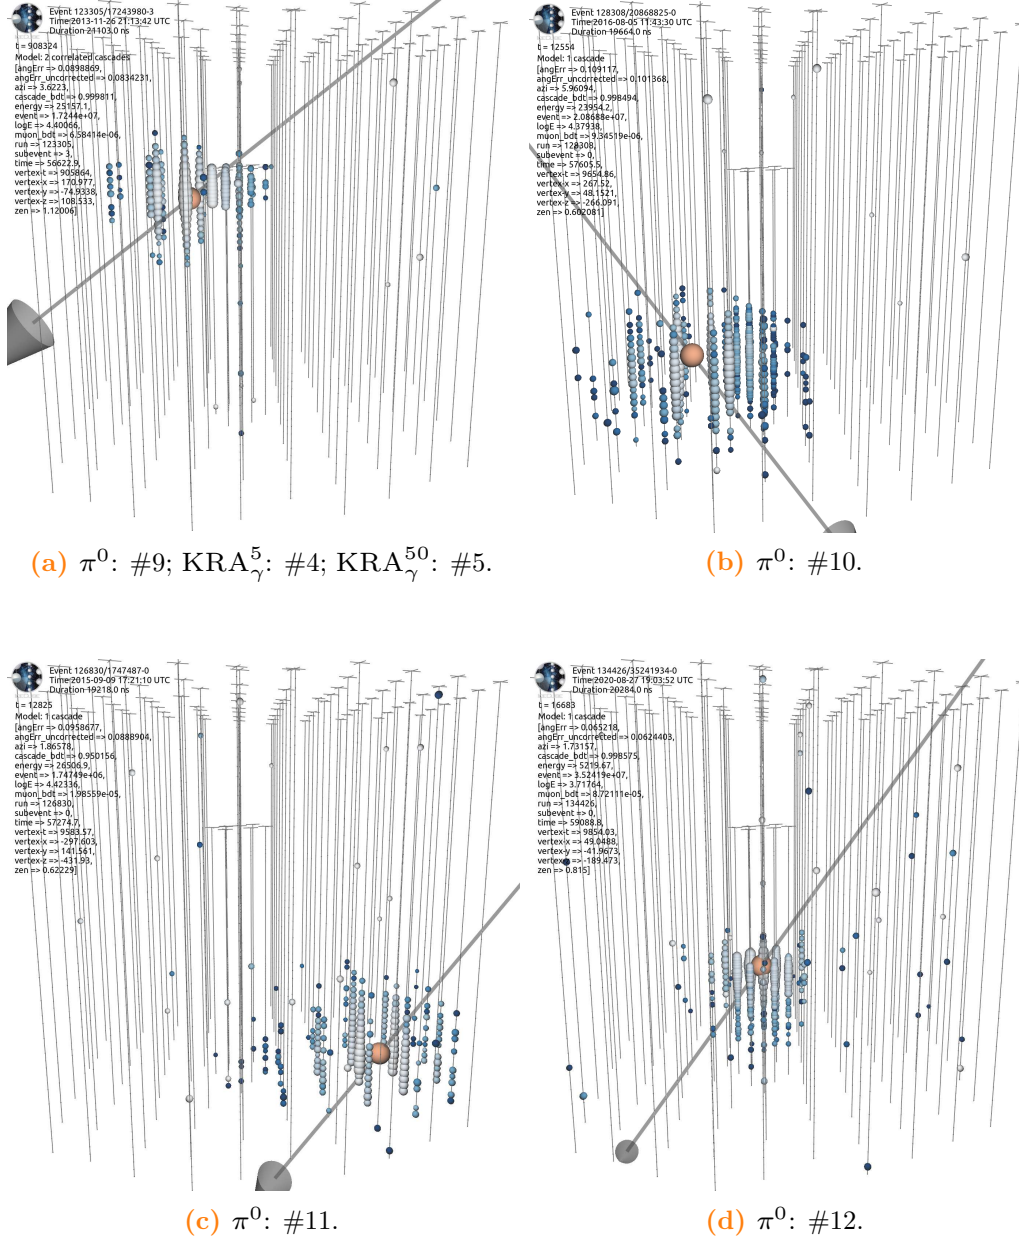 Event 123305/17243980-3
Time 2013-11-26 21:13:42 UTC
Duration 21103.0 ns
t = 908324
Model: 2 correlated cascades
[angErr => 0.0898869,
angErr_uncorrected => 0.0834231,
azi => 3.6223,
cascade_bdt => 0.999811,
energy => 25157.1,
event => 1.7244e+07,
logE => 4.40066,
muon_bdt => 6.58414e-06,
run => 123305,
subevent => 3,
time => 56622.9,
vertex-t => 905864,
vertex-x => 170.977,
vertex-y => -74.9338,
vertex-z => 108.533,
zen => 1.12006]
(a) π⁰: #9; KRA⁵γ: #4; KRA⁵⁰γ: #5.
Event 128308/20868825-0
Time 2016-08-05 11:43:30 UTC
Duration 19664.0 ns
t = 12554
Model: 1 cascade
[angErr => 0.109117,
angErr_uncorrected => 0.101368,
azi => 5.96094,
cascade_bdt => 0.998494,
energy => 23954.2,
event => 2.08688e+07,
logE => 4.37938,
muon_bdt => 9.34519e-06,
run => 128308,
subevent => 0,
time => 57605.5,
vertex-t => 9654.86,
vertex-x => 267.52,
vertex-y => 48.1521,
vertex-z => -266.091,
zen => 0.602081]
(b) π⁰: #10.
Event 126830/1747487-0
Time 2015-09-09 17:21:10 UTC
Duration 19218.0 ns
t = 12825
Model: 1 cascade
[angErr => 0.0958677,
angErr_uncorrected => 0.0888904,
azi => 1.86578,
cascade_bdt => 0.950156,
energy => 26506.9,
event => 1.74749e+06,
logE => 4.42336,
muon_bdt => 1.98559e-05,
run => 126830,
subevent => 0,
time => 57274.7,
vertex-t => 9583.57,
vertex-x => -297.603,
vertex-y => 141.561,
vertex-z => -431.93,
zen => 0.62229]
(c) π⁰: #11.
Event 134426/35241934-0
Time 2020-08-27 19:03:52 UTC
Duration 20284.0 ns
t = 16683
Model: 1 cascade
[angErr => 0.065218,
angErr_uncorrected => 0.0624403,
azi => 1.73157,
cascade_bdt => 0.998575,
energy => 5219.67,
event => 3.52419e+07,
logE => 3.71764,
muon_bdt => 8.72111e-05,
run => 134426,
subevent => 0,
time => 59088.8,
vertex-t => 9854.03,
vertex-x => 49.0488,
vertex-y => -41.9673,
vertex-z => -189.473,
zen => 0.815]
(d) π⁰: #12.